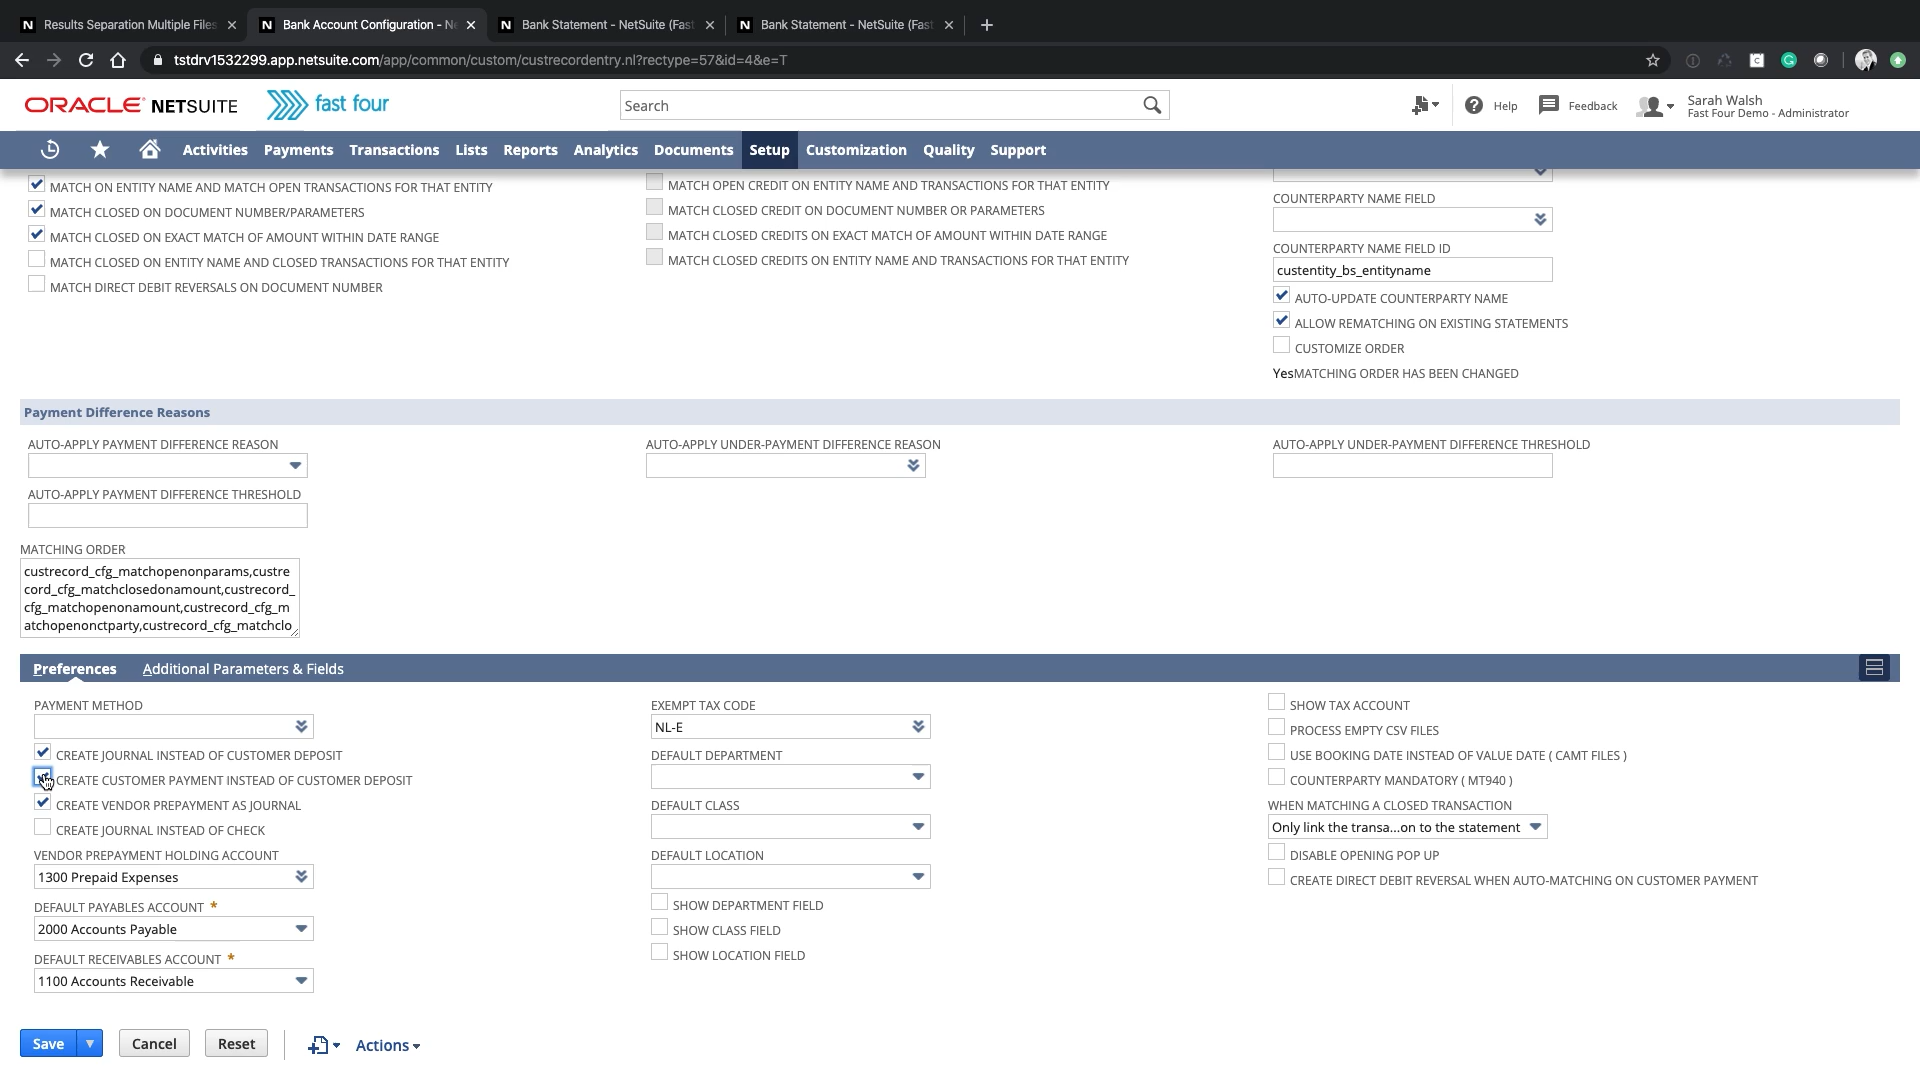 Results Separation Multiple Files
Bank Account Configuration - Ne
Bank Statement - NetSuite (Fast
Bank Statement - NetSuite (Fast
tstdrv1532299.app.netsuite.com/app/common/custom/custrecordentry.nl?rectype=57&id=4&e=T
ORACLE NETSUITE
fast four
Search
Help
Feedback
Sarah Walsh
Fast Four Demo - Administrator
Activities Payments Transactions Lists Reports Analytics Documents Setup Customization Quality Support
MATCH ON ENTITY NAME AND MATCH OPEN TRANSACTIONS FOR THAT ENTITY
MATCH CLOSED ON DOCUMENT NUMBER/PARAMETERS
MATCH CLOSED ON EXACT MATCH OF AMOUNT WITHIN DATE RANGE
MATCH CLOSED ON ENTITY NAME AND CLOSED TRANSACTIONS FOR THAT ENTITY
MATCH DIRECT DEBIT REVERSALS ON DOCUMENT NUMBER
MATCH OPEN CREDIT ON ENTITY NAME AND TRANSACTIONS FOR THAT ENTITY
MATCH CLOSED CREDIT ON DOCUMENT NUMBER OR PARAMETERS
MATCH CLOSED CREDITS ON EXACT MATCH OF AMOUNT WITHIN DATE RANGE
MATCH CLOSED CREDITS ON ENTITY NAME AND TRANSACTIONS FOR THAT ENTITY
COUNTERPARTY NAME FIELD
COUNTERPARTY NAME FIELD ID
custentity_bs_entityname
AUTO-UPDATE COUNTERPARTY NAME
ALLOW REMATCHING ON EXISTING STATEMENTS
CUSTOMIZE ORDER
YesMATCHING ORDER HAS BEEN CHANGED
Payment Difference Reasons
AUTO-APPLY PAYMENT DIFFERENCE REASON
AUTO-APPLY PAYMENT DIFFERENCE THRESHOLD
AUTO-APPLY UNDER-PAYMENT DIFFERENCE REASON
AUTO-APPLY UNDER-PAYMENT DIFFERENCE THRESHOLD
MATCHING ORDER
custrecord_cfg_matchopenonparams,custre
cord_cfg_matchclosedonamount,custrecord_
cfg_matchopenonamount,custrecord_cfg_m
atchopenonctparty,custrecord_cfg_matchclo
Preferences
Additional Parameters & Fields
PAYMENT METHOD
CREATE JOURNAL INSTEAD OF CUSTOMER DEPOSIT
CREATE CUSTOMER PAYMENT INSTEAD OF CUSTOMER DEPOSIT
CREATE VENDOR PREPAYMENT AS JOURNAL
CREATE JOURNAL INSTEAD OF CHECK
VENDOR PREPAYMENT HOLDING ACCOUNT
1300 Prepaid Expenses
DEFAULT PAYABLES ACCOUNT *
2000 Accounts Payable
DEFAULT RECEIVABLES ACCOUNT *
1100 Accounts Receivable
EXEMPT TAX CODE
NL-E
DEFAULT DEPARTMENT
DEFAULT CLASS
DEFAULT LOCATION
SHOW DEPARTMENT FIELD
SHOW CLASS FIELD
SHOW LOCATION FIELD
SHOW TAX ACCOUNT
PROCESS EMPTY CSV FILES
USE BOOKING DATE INSTEAD OF VALUE DATE ( CAMT FILES )
COUNTERPARTY MANDATORY ( MT940 )
WHEN MATCHING A CLOSED TRANSACTION
Only link the transa...on to the statement
DISABLE OPENING POP UP
CREATE DIRECT DEBIT REVERSAL WHEN AUTO-MATCHING ON CUSTOMER PAYMENT
Save
Cancel
Reset
Actions